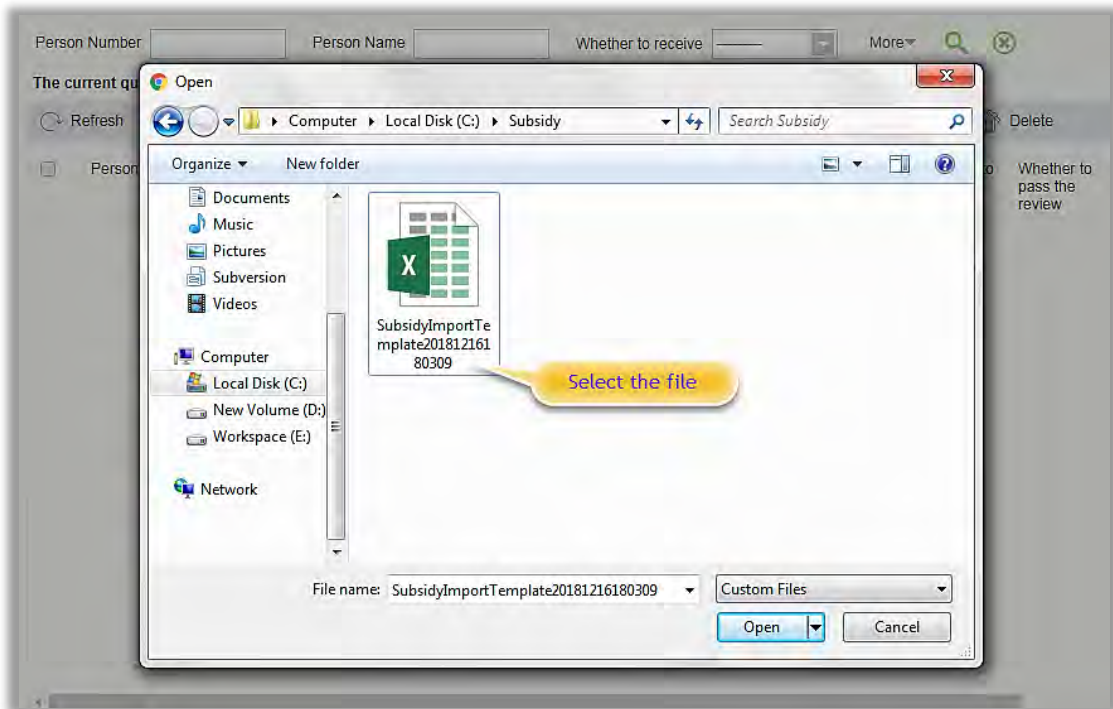 Person Number Person Name Whether to receive ——— More
The current qu
Open
Computer Local Disk (C:) Subsidy Search Subsidy
Refresh Delete
Organize New folder
Person Whether to
pass the
review
Documents
Music
Pictures
Subversion
Videos
Computer
Local Disk (C:)
New Volume (D:)
Workspace (E:)
Network
SubsidyImportTe
mplate201812161
80309
Select the file
File name: SubsidyImportTemplate20181216180309 Custom Files
Open Cancel